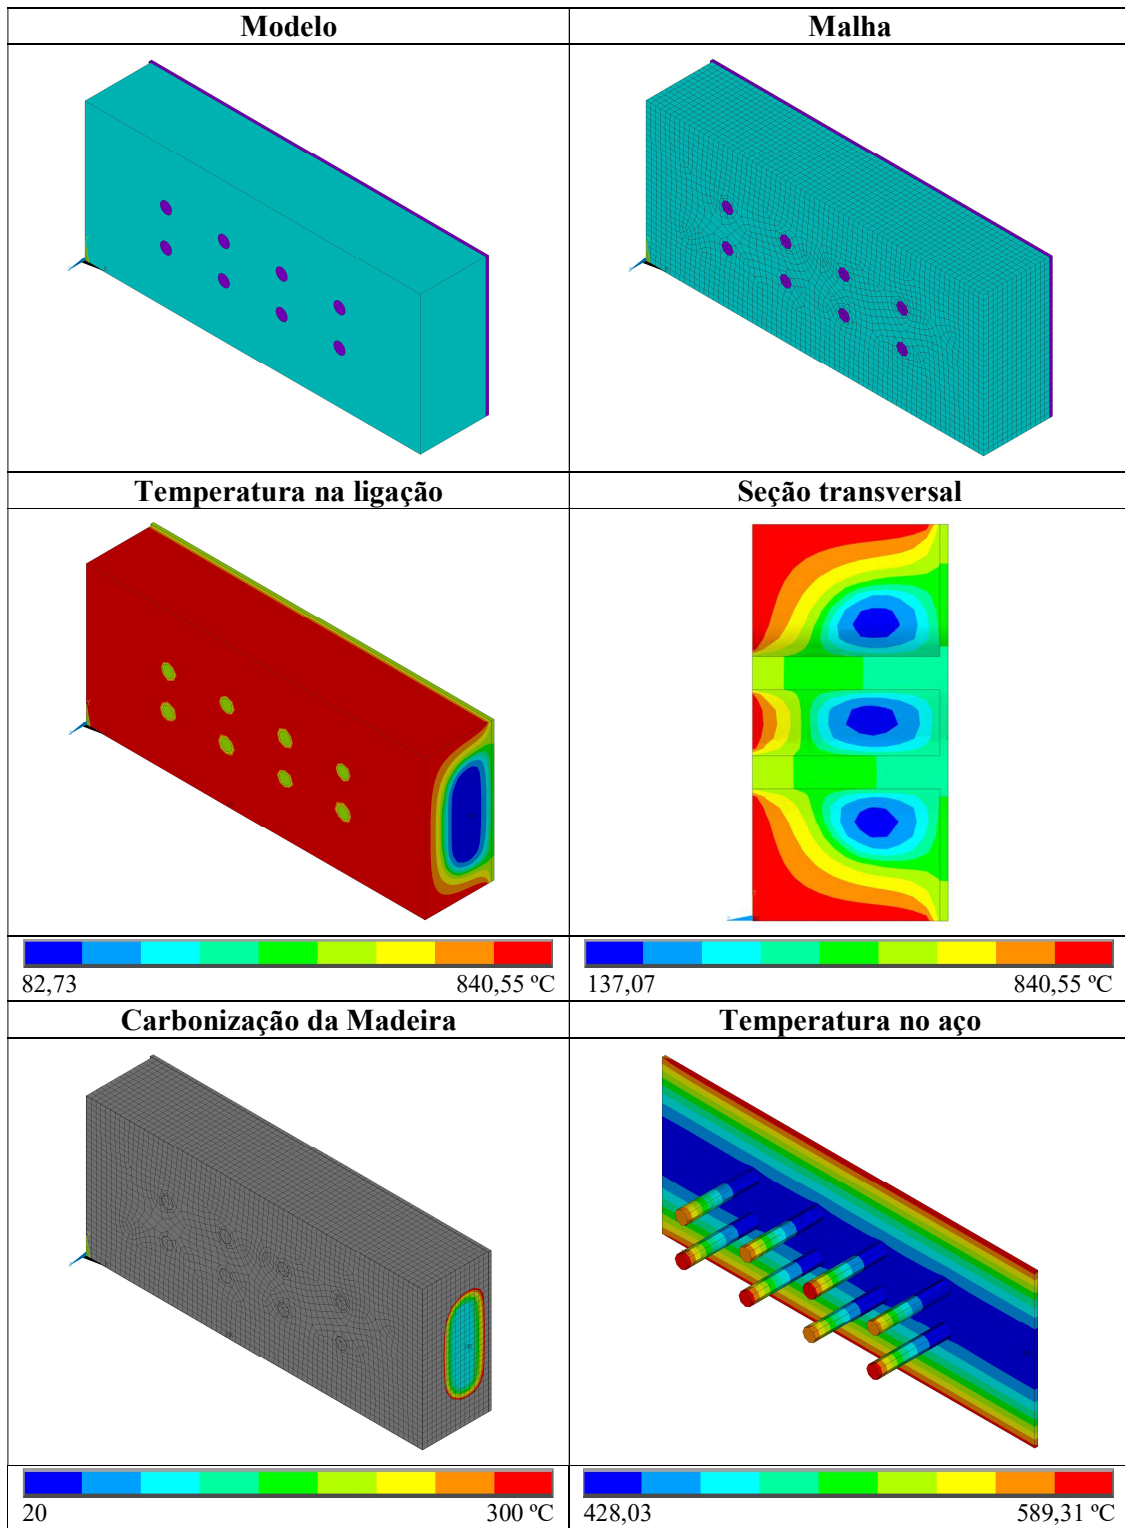 Modelo
Malha
Temperatura na ligação
Seção transversal
82,73
840,55 ºC
137,07
840,55 ºC
Carbonização da Madeira
Temperatura no aço
20
300 ºC
428,03
589,31 ºC